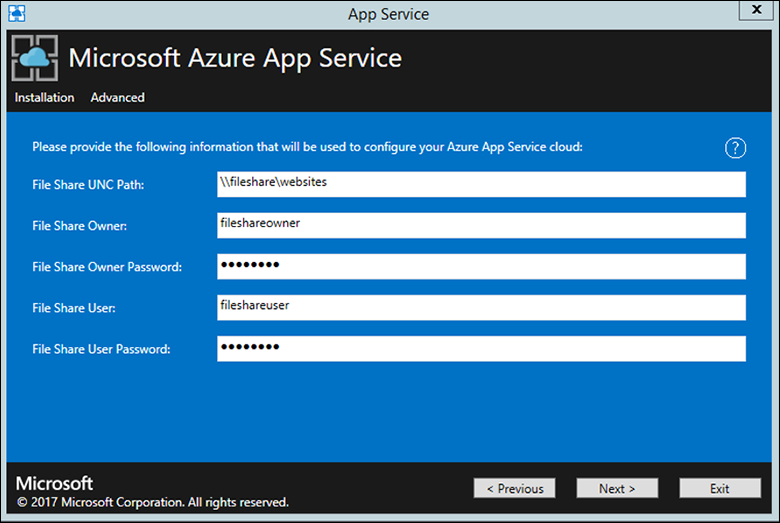 App Service
X
Microsoft Azure App Service
Installation Advanced
Please provide the following information that will be used to configure your Azure App Service cloud:
?
File Share UNC Path: \\fileshare\websites
File Share Owner: fileshareowner
File Share Owner Password: ●●●●●●●●
File Share User: fileshareuser
File Share User Password: ●●●●●●●●
Microsoft
© 2017 Microsoft Corporation. All rights reserved.
< Previous Next > Exit